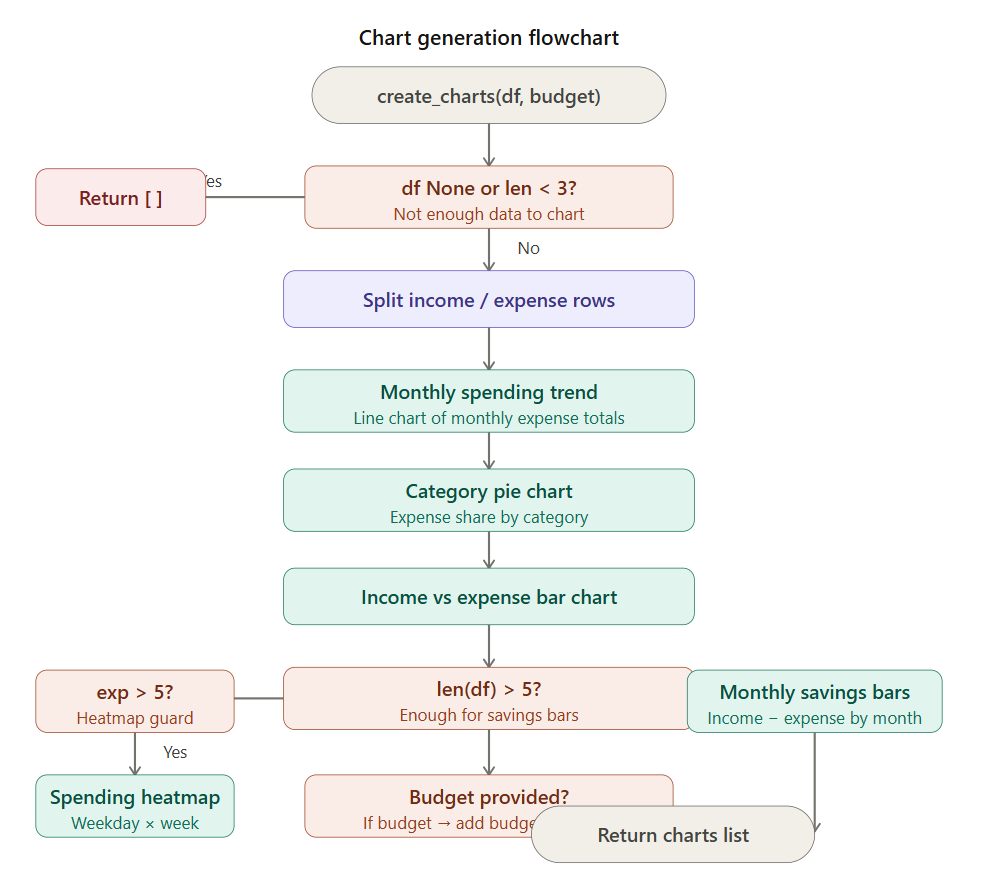 Chart generation flowchart
create_charts(df, budget)
Return [ ]
df None or len < 3?
Not enough data to chart
No
Split income / expense rows
Monthly spending trend
Line chart of monthly expense totals
Category pie chart
Expense share by category
Income vs expense bar chart
exp > 5?
Heatmap guard
len(df) > 5?
Enough for savings bars
Monthly savings bars
Income − expense by month
Yes
Spending heatmap
Weekday × week
Budget provided?
If budget → add
Return charts list